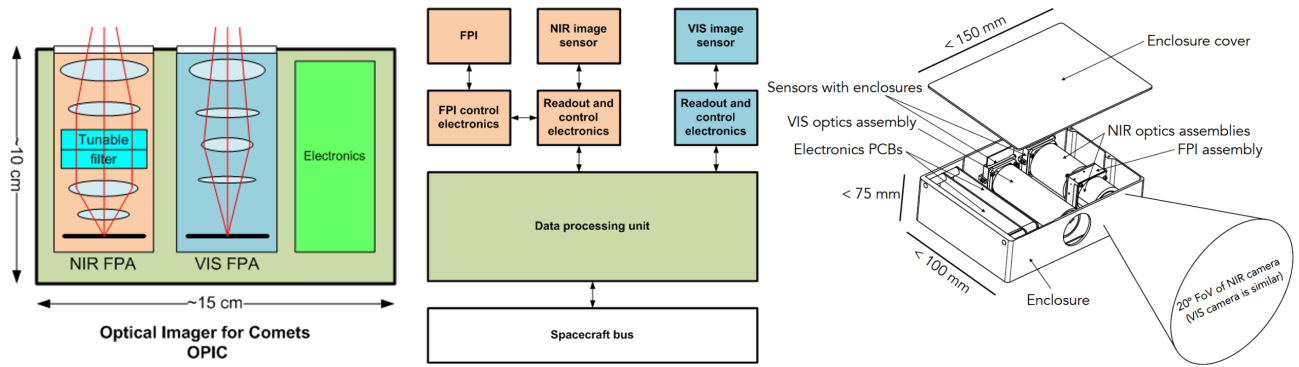 ~10 cm
Tunable
filter
Electronics
NIR FPA
VIS FPA
~15 cm
Optical Imager for Comets
OPIC
FPI
NIR image
sensor
VIS image
sensor
FPI control
electronics
Readout and
control
electronics
Readout and
control
electronics
Data processing unit
Spacecraft bus
< 150 mm
Enclosure cover
Sensors with enclosures
VIS optics assembly
Electronics PCBs
NIR optics assemblies
FPI assembly
< 75 mm
< 100 mm
Enclosure
20º FoV of NIR camera
(VIS camera is similar)